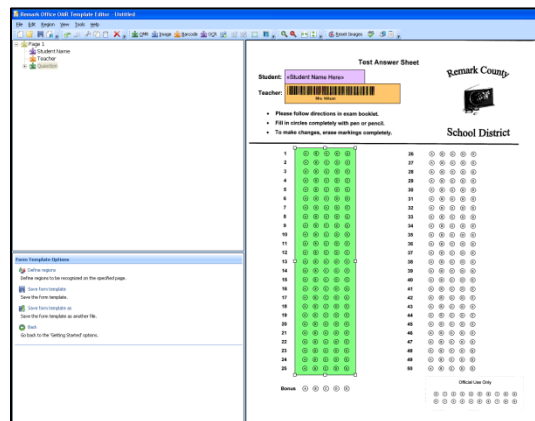 Remark Office OMR Template Editor - Untitled
File Edit Region View Tools Help
OMR Image Barcode OCR Reset Images
Page 1
Student Name
Teacher
Question
Form Template Options
Define regions
Define regions to be recognized on the specified page.
Save form template
Save the form template.
Save form template as
Save the form template as another file.
Back
Go back to the 'Getting Started' options.
Test Answer Sheet
Student: «Student Name Here»
Teacher:
Mrs. Wilson
Remark County
School District
• Please follow directions in exam booklet.
• Fill in circles completely with pen or pencil.
• To make changes, erase markings completely.
1 A B C D E 26 A B C D E
2 A B C D E 27 A B C D E
3 A B C D E 28 A B C D E
4 A B C D E 29 A B C D E
5 A B C D E 30 A B C D E
6 A B C D E 31 A B C D E
7 A B C D E 32 A B C D E
8 A B C D E 33 A B C D E
9 A B C D E 34 A B C D E
10 A B C D E 35 A B C D E
11 A B C D E 36 A B C D E
12 A B C D E 37 A B C D E
13 A B C D E 38 A B C D E
14 A B C D E 39 A B C D E
15 A B C D E 40 A B C D E
16 A B C D E 41 A B C D E
17 A B C D E 42 A B C D E
18 A B C D E 43 A B C D E
19 A B C D E 44 A B C D E
20 A B C D E 45 A B C D E
21 A B C D E 46 A B C D E
22 A B C D E 47 A B C D E
23 A B C D E 48 A B C D E
24 A B C D E 49 A B C D E
25 A B C D E 50 A B C D E
Bonus A B C D E
Official Use Only